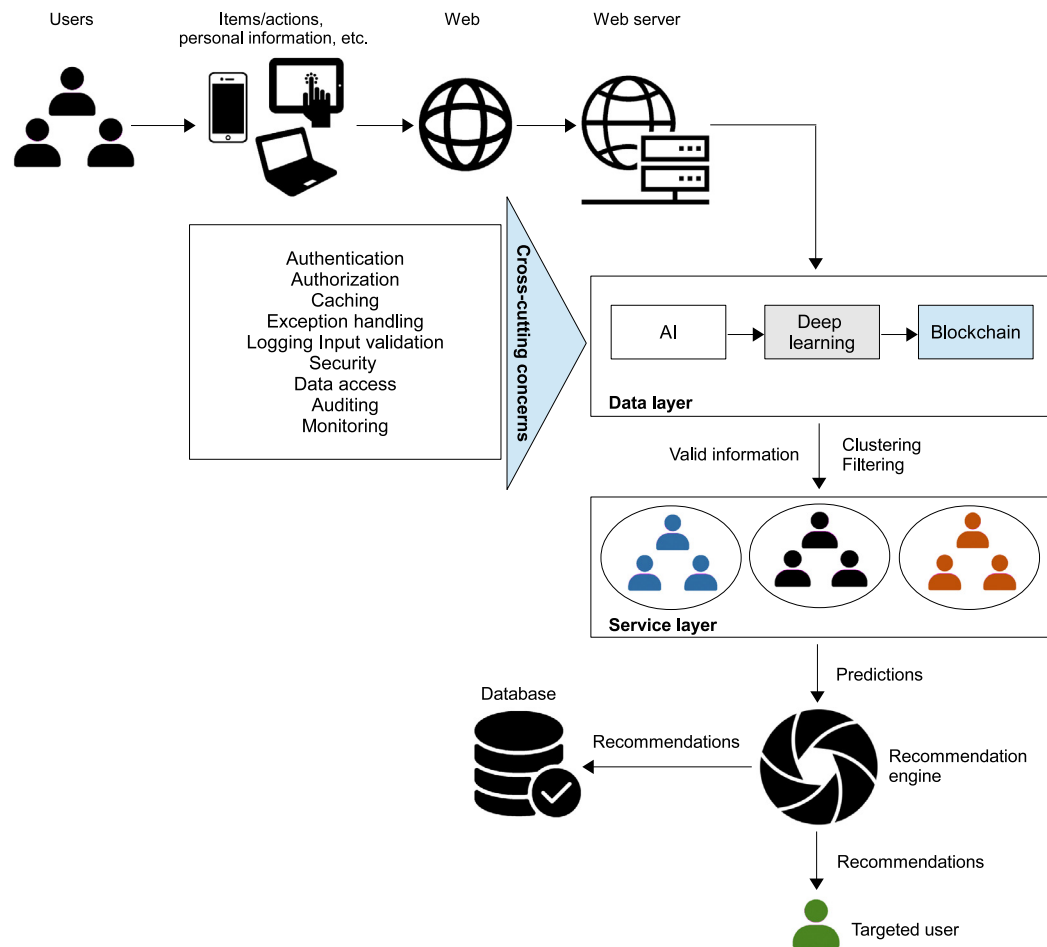 Users
Items/actions,
personal information, etc.
Web
Web server
Authentication
Authorization
Caching
Exception handling
Logging Input validation
Security
Data access
Auditing
Monitoring
Cross-cutting concerns
AI
Deep
learning
Blockchain
Data layer
Valid information
Clustering
Filtering
Service layer
Predictions
Database
Recommendations
Recommendation
engine
Recommendations
Targeted user